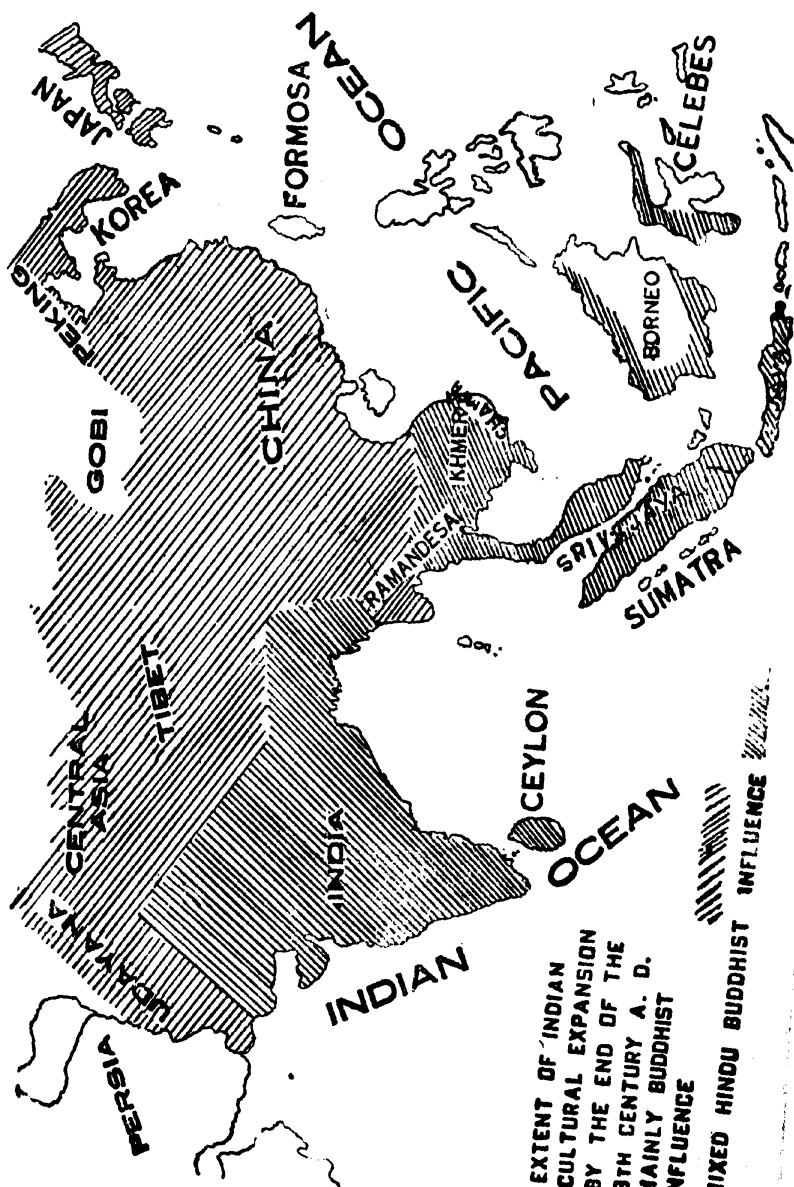 JAPAN
KOREA
PEKING
GOBI
CHINA
FORMOSA
PACIFIC
OCEAN
CELEBES
BORNEO
KHMER
CHAMPA
RAMANDESA
SRIVIJAYA
SUMATRA
TIBET
CENTRAL
ASIA
UDAYANA
INDIA
PERSIA
CEYLON
INDIAN
OCEAN
EXTENT OF INDIAN
CULTURAL EXPANSION
BY THE END OF THE
8TH CENTURY A. D.
MAINLY BUDDHIST
INFLUENCE
MIXED HINDU BUDDHIST INFLUENCE